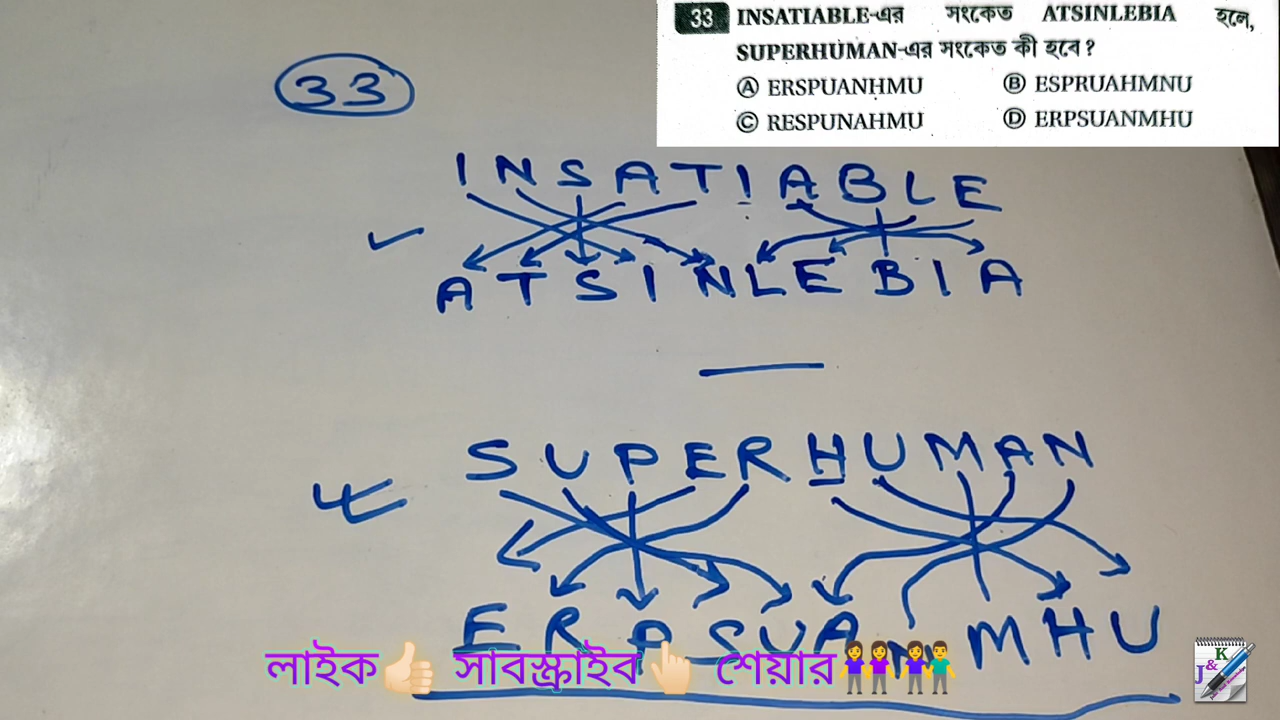 33 INSATIABLE-এর সংকেত ATSINLEBIA হলে,
SUPERHUMAN-এর সংকেত কী হবে ?
Ⓐ ERSPUANHMU Ⓑ ESPRUAHMNU
Ⓒ RESPUNAHMU Ⓓ ERPSUANMHU
33
INSATIABLE
ATSINLEBIA
SUPERHUMAN
ERPSUANMHU
লাইক👍🏻 সাবস্ক্রাইব👆🏻 শেয়ার👭👫
J&K